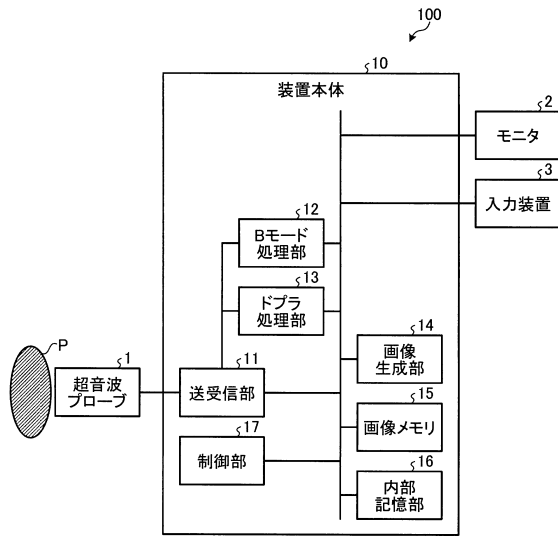 100
10
装置本体
2
モニタ
3
入力装置
12
Bモード
処理部
13
ドプラ
処理部
P
1
超音波
プローブ
11
送受信部
14
画像
生成部
15
画像メモリ
17
制御部
16
内部
記憶部